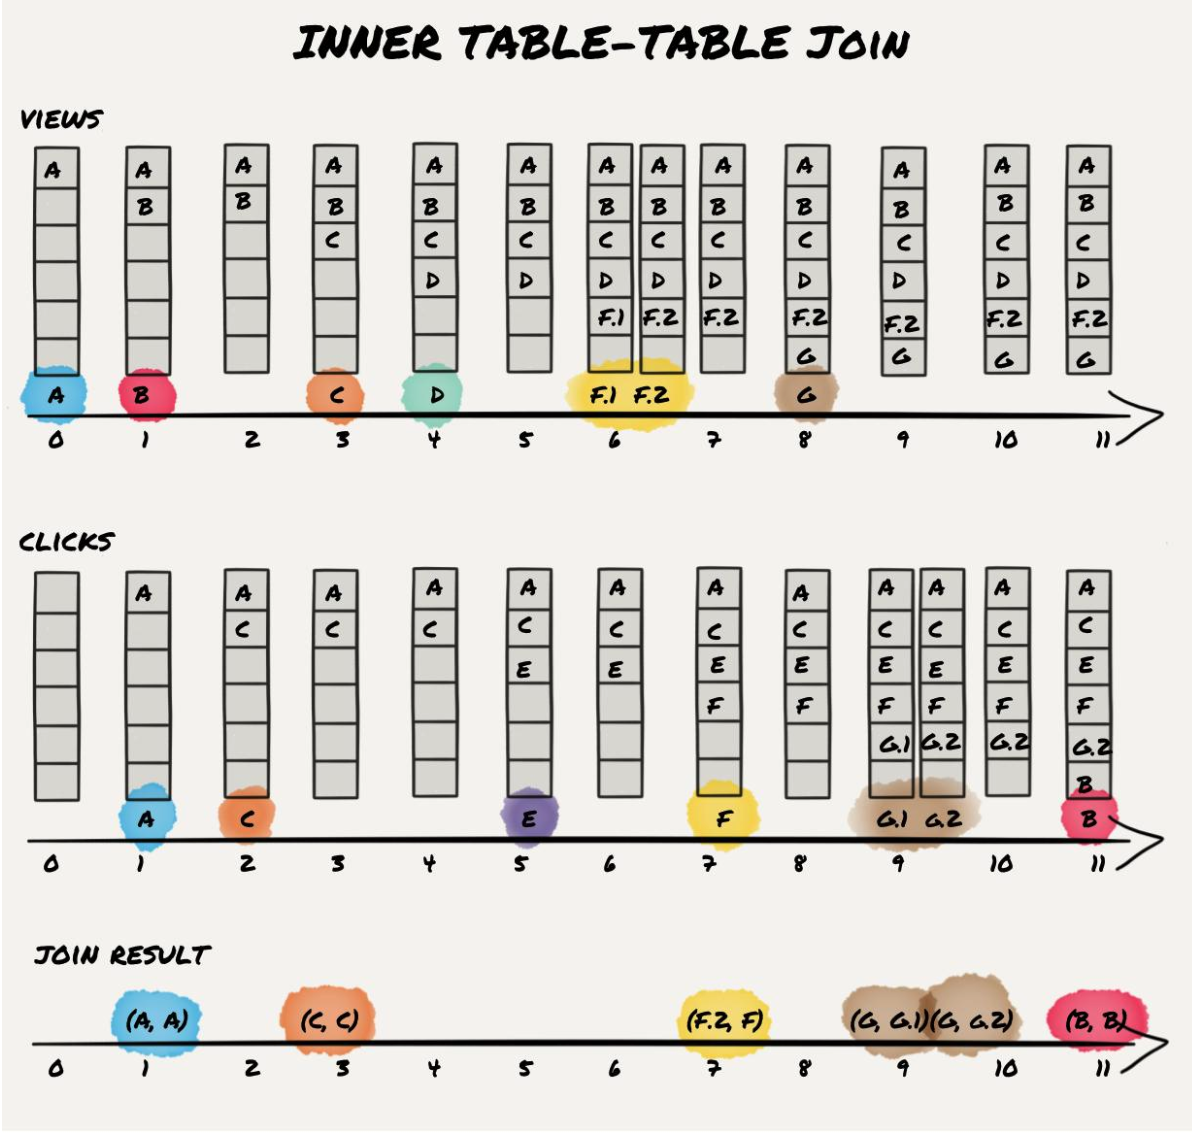 INNER TABLE-TABLE JOIN
VIEWS
A A A A A A A A A A A A A
B B B B B B B B B B B B
C C C C C C C C C C
D D D D D D D D D
F.1 F.2 F.2 F.2 F.2 F.2 F.2
G G G G
A B C D F.1 F.2 G
0 1 2 3 4 5 6 7 8 9 10 11
CLICKS
A A A A A A A A A A A A
C C C C C C C C C C C
E E E E E E E E
F F F F F F
G.1 G.2 G.2 G.2
B
A C E F G.1 G.2 B
0 1 2 3 4 5 6 7 8 9 10 11
JOIN RESULT
(A, A) (C, C) (F.2, F) (G, G.1) (G, G.2) (B, B)
0 1 2 3 4 5 6 7 8 9 10 11